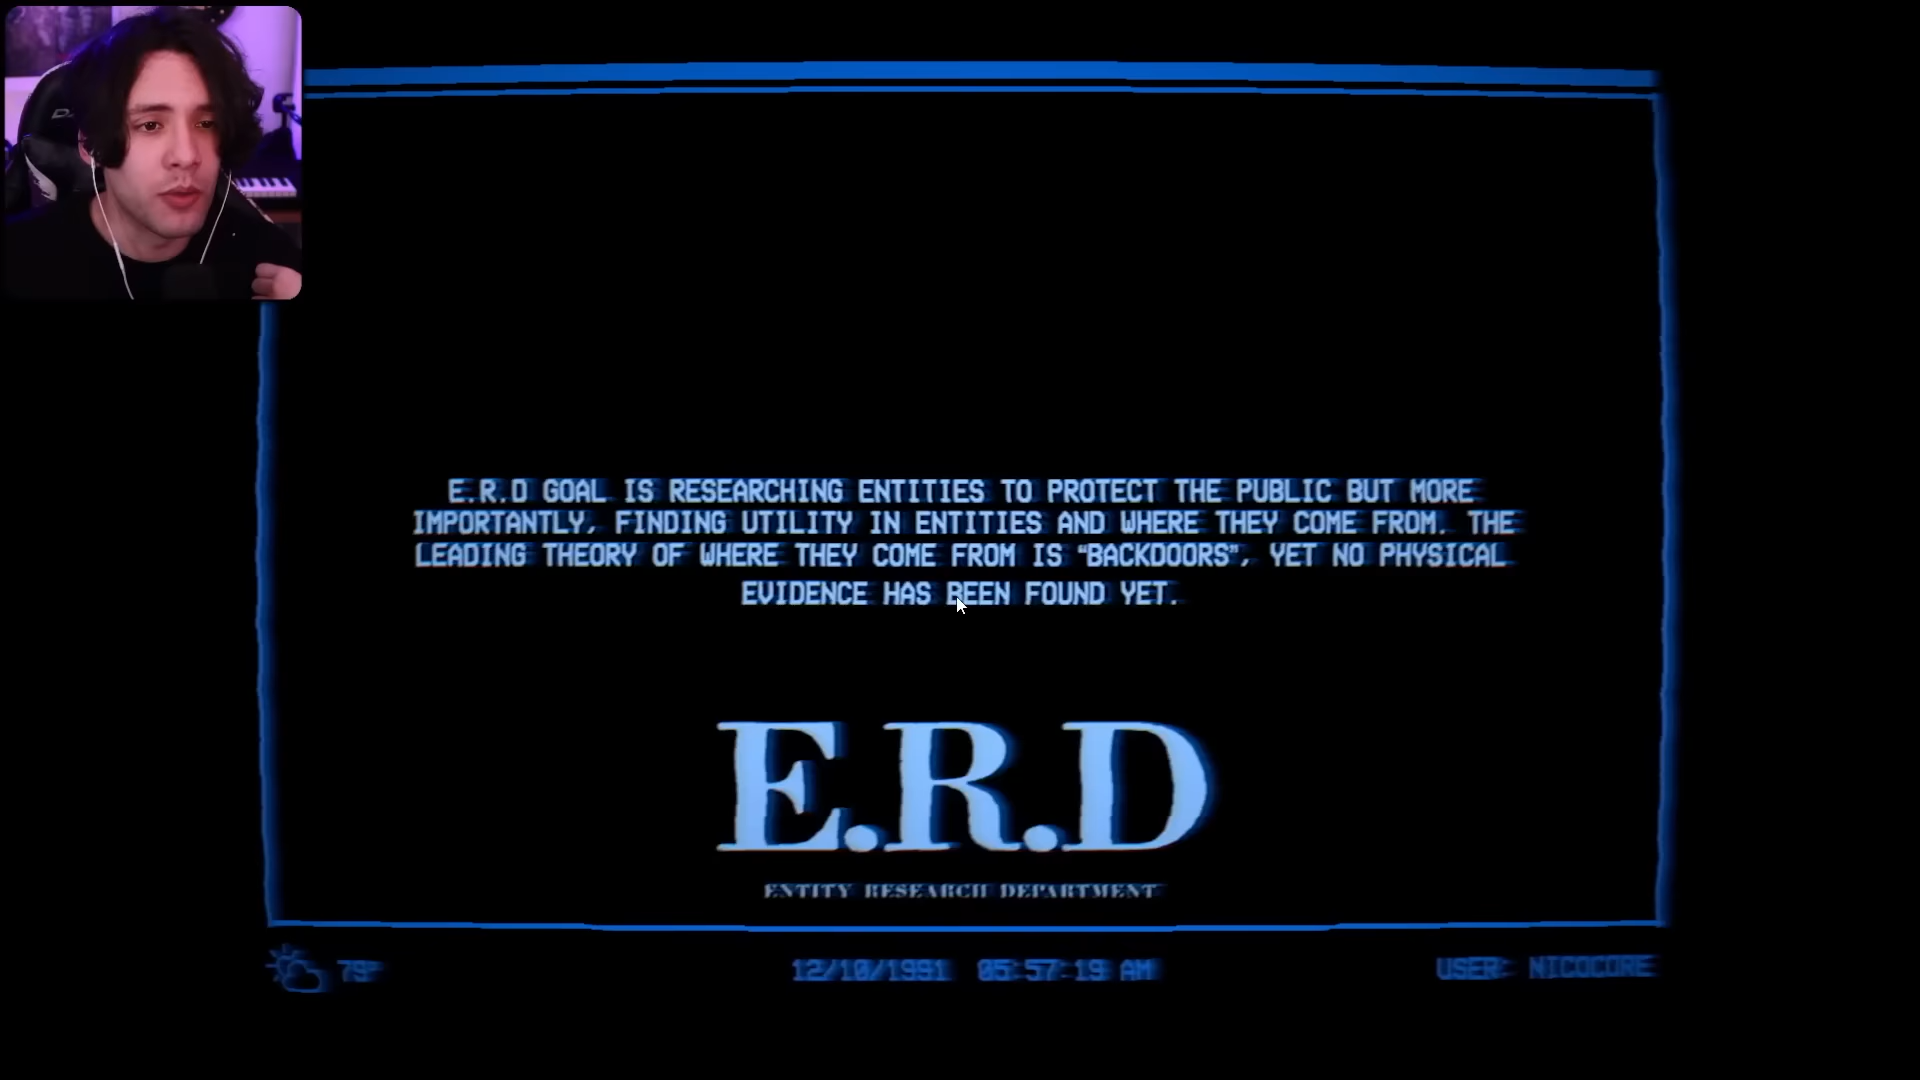 E.R.D GOAL IS RESEARCHING ENTITIES TO PROTECT THE PUBLIC BUT MORE
IMPORTANTLY, FINDING UTILITY IN ENTITIES AND WHERE THEY COME FROM. THE
LEADING THEORY OF WHERE THEY COME FROM IS “BACKDOORS”, YET NO PHYSICAL
EVIDENCE HAS BEEN FOUND YET.
E.R.D
ENTITY RESEARCH DEPARTMENT
79F 12/10/1991 05:57:19 AM USER: NICOCORE